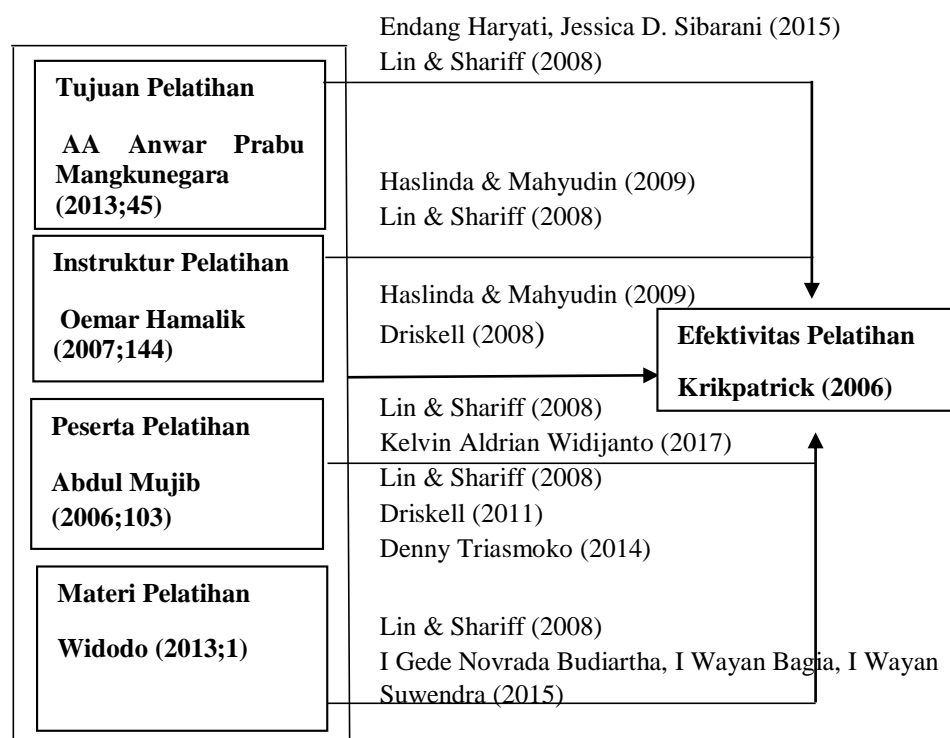 Endang Haryati, Jessica D. Sibarani (2015)
Lin & Shariff (2008)
Tujuan Pelatihan
AA Anwar Prabu
Mangkunegara
(2013;45)
Haslinda & Mahyudin (2009)
Lin & Shariff (2008)
Instruktur Pelatihan
Oemar Hamalik
(2007;144)
Haslinda & Mahyudin (2009)
Driskell (2008)
Efektivitas Pelatihan
Krikpatrick (2006)
Peserta Pelatihan
Abdul Mujib
(2006;103)
Lin & Shariff (2008)
Kelvin Aldrian Widijanto (2017)
Lin & Shariff (2008)
Driskell (2011)
Denny Triasmoko (2014)
Materi Pelatihan
Widodo (2013;1)
Lin & Shariff (2008)
I Gede Novrada Budiartha, I Wayan Bagia, I Wayan
Suwendra (2015)